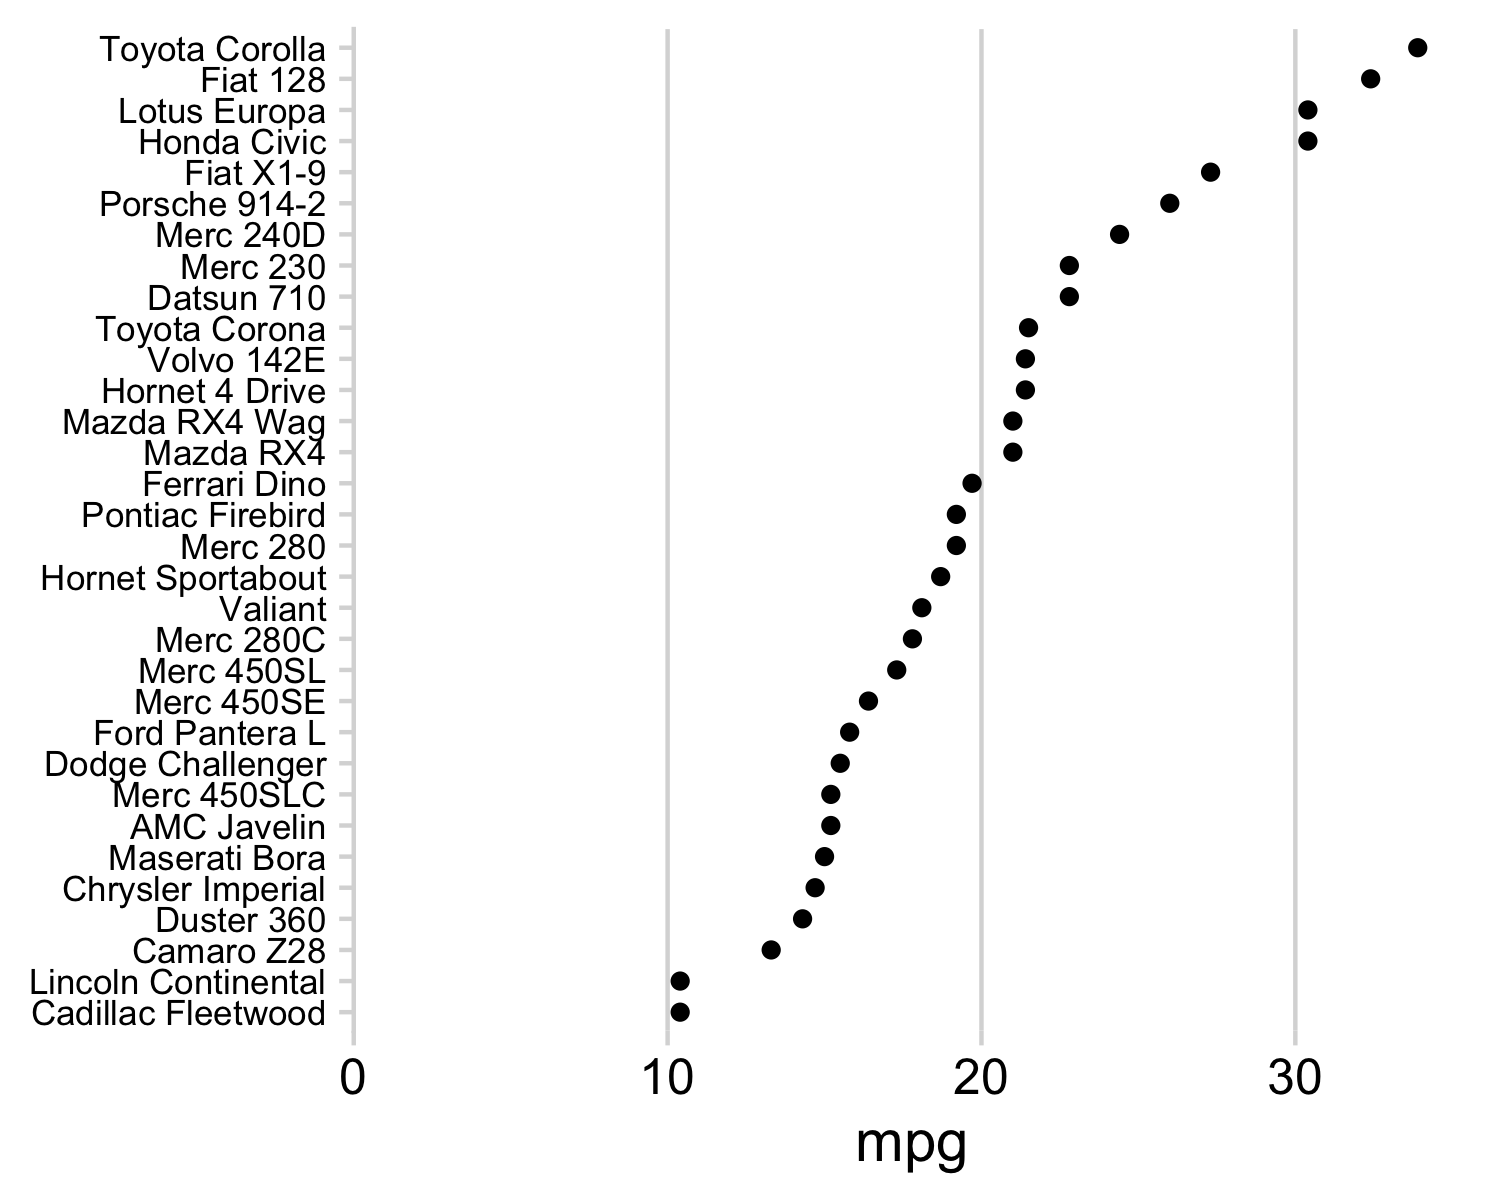 Toyota Corolla
Fiat 128
Lotus Europa
Honda Civic
Fiat X1-9
Porsche 914-2
Merc 240D
Merc 230
Datsun 710
Toyota Corona
Volvo 142E
Hornet 4 Drive
Mazda RX4 Wag
Mazda RX4
Ferrari Dino
Pontiac Firebird
Merc 280
Hornet Sportabout
Valiant
Merc 280C
Merc 450SL
Merc 450SE
Ford Pantera L
Dodge Challenger
Merc 450SLC
AMC Javelin
Maserati Bora
Chrysler Imperial
Duster 360
Camaro Z28
Lincoln Continental
Cadillac Fleetwood
0 10 20 30
mpg